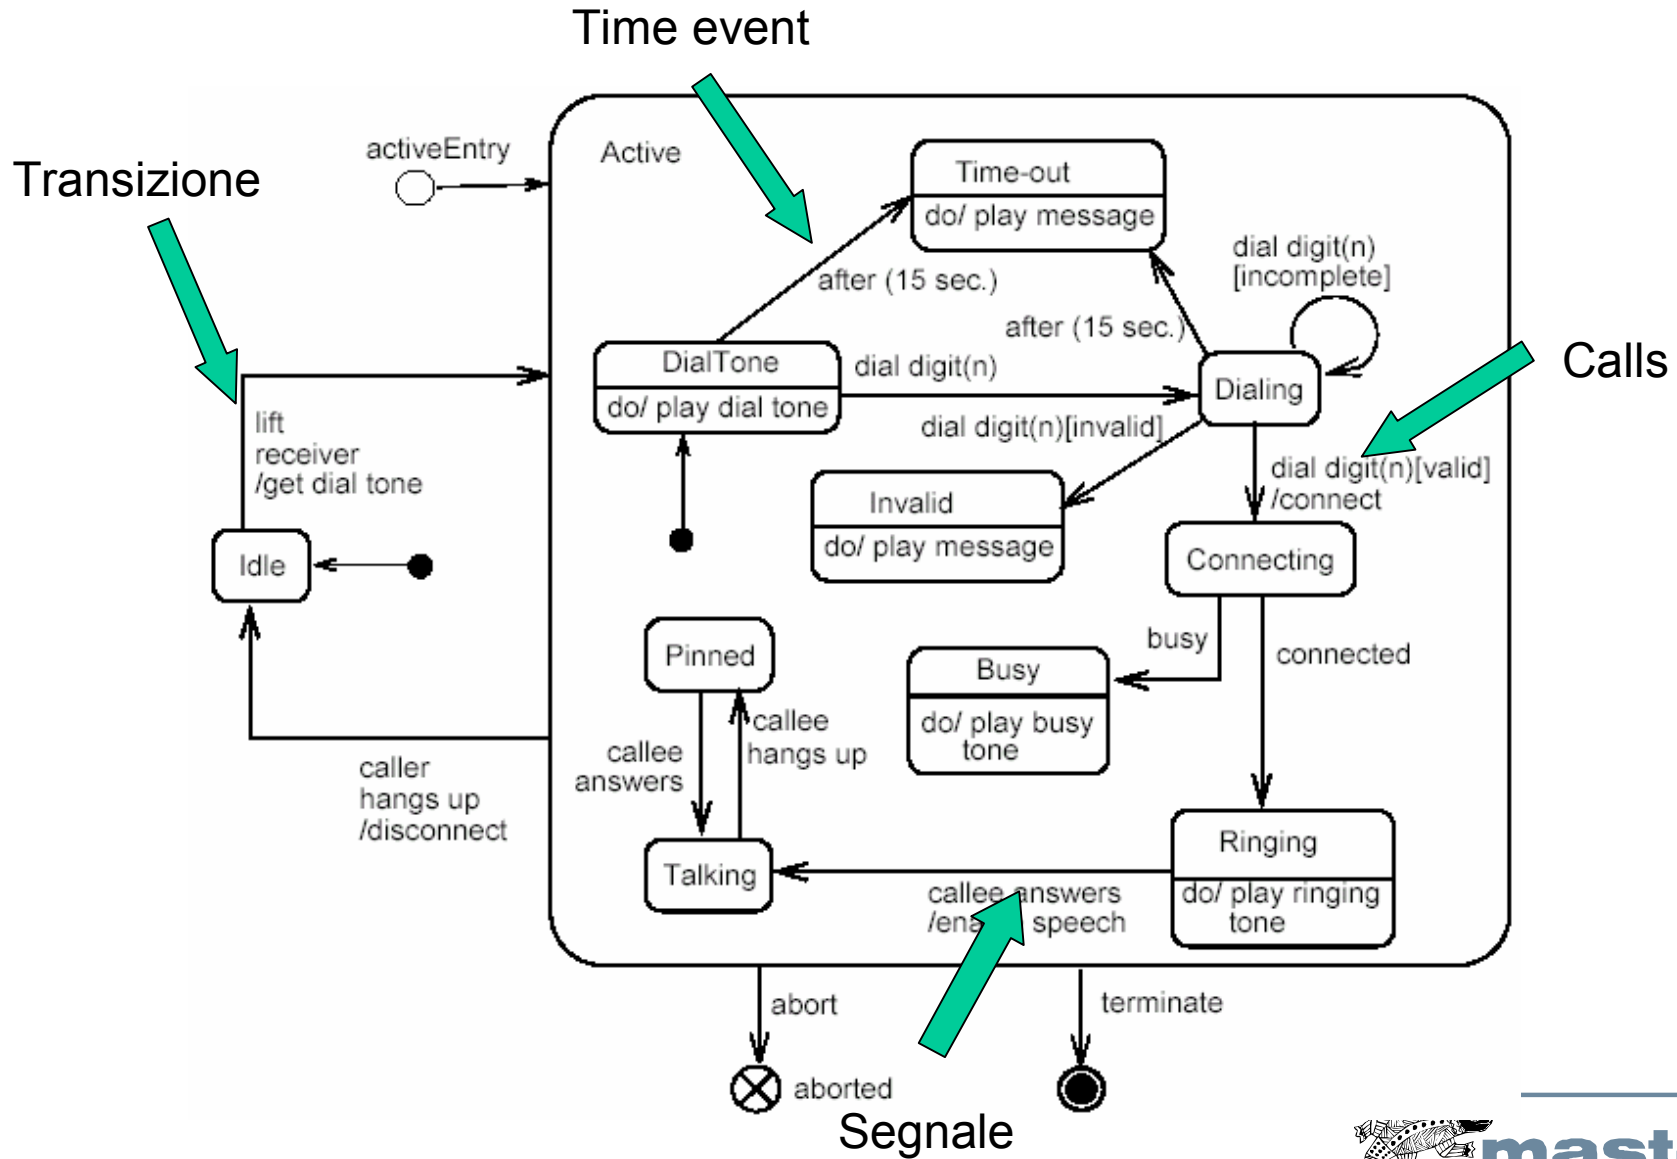 Time event
Transizione
activeEntry
Active
Time-out
do/ play message
dial digit(n)
[incomplete]
after (15 sec.)
after (15 sec.)
DialTone
do/ play dial tone
dial digit(n)
Dialing
Calls
lift
receiver
/get dial tone
dial digit(n)[invalid]
dial digit(n)[valid]
/connect
Invalid
do/ play message
Idle
Connecting
Pinned
busy
connected
Busy
do/ play busy
tone
callee
hangs up
callee
answers
caller
hangs up
/disconnect
Ringing
do/ play ringing
tone
Talking
callee answers
speech
abort
terminate
aborted
Segnale